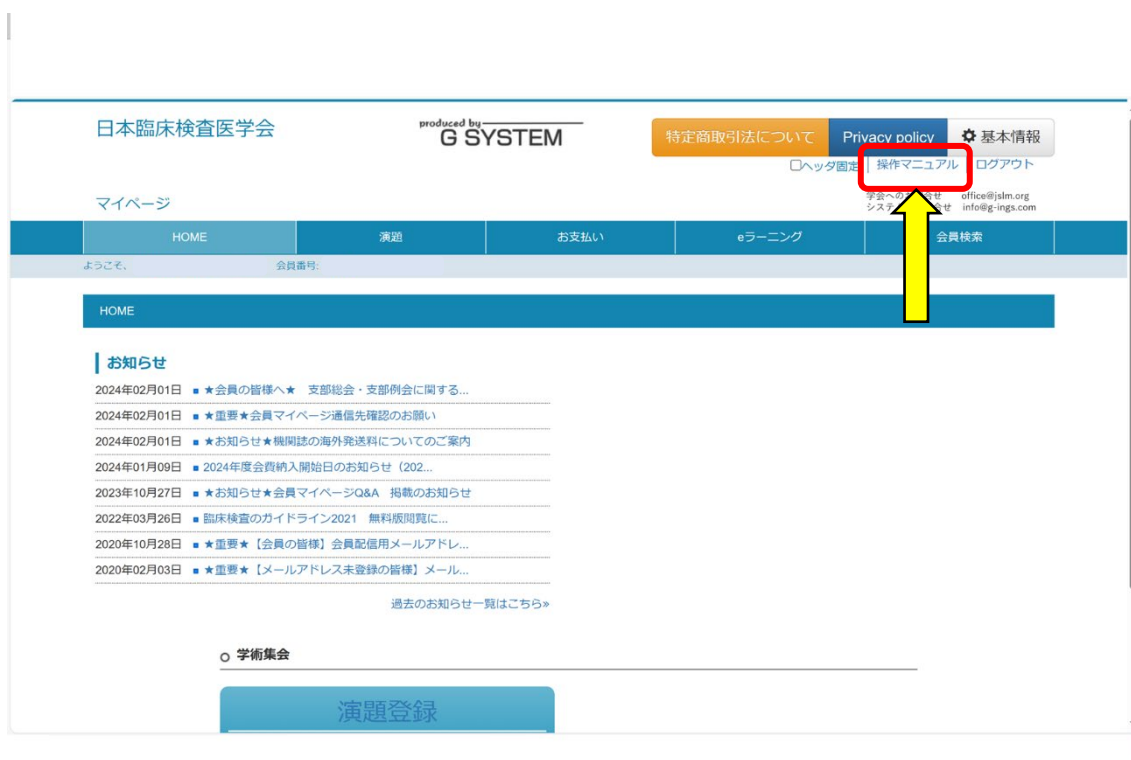 日本臨床検査医学会
produced by
G SYSTEM
特定商取引法について
Privacy policy
基本情報
ヘッダ固定
操作マニュアル
ログアウト
マイページ
学会への
合せ office@jslm.org
システ
合せ info@g-ings.com
HOME
演題
お支払い
eラーニング
会員検索
ようこそ、
会員番号:
HOME
お知らせ
2024年02月01日 ■ ★会員の皆様へ★ 支部総会・支部例会に関する...
2024年02月01日 ■ ★重要★会員マイページ通信先確認のお願い
2024年02月01日 ■ ★お知らせ★機関誌の海外発送料についてのご案内
2024年01月09日 ■ 2024年度会費納入開始日のお知らせ（202...
2023年10月27日 ■ ★お知らせ★会員マイページQ&A 掲載のお知らせ
2022年03月26日 ■ 臨床検査のガイドライン2021 無料版閲覧に...
2020年10月28日 ■ ★重要★【会員の皆様】会員配信用メールアドレ...
2020年02月03日 ■ ★重要★【メールアドレス未登録の皆様】メール...
過去のお知らせ一覧はこちら»
学術集会
演題登録